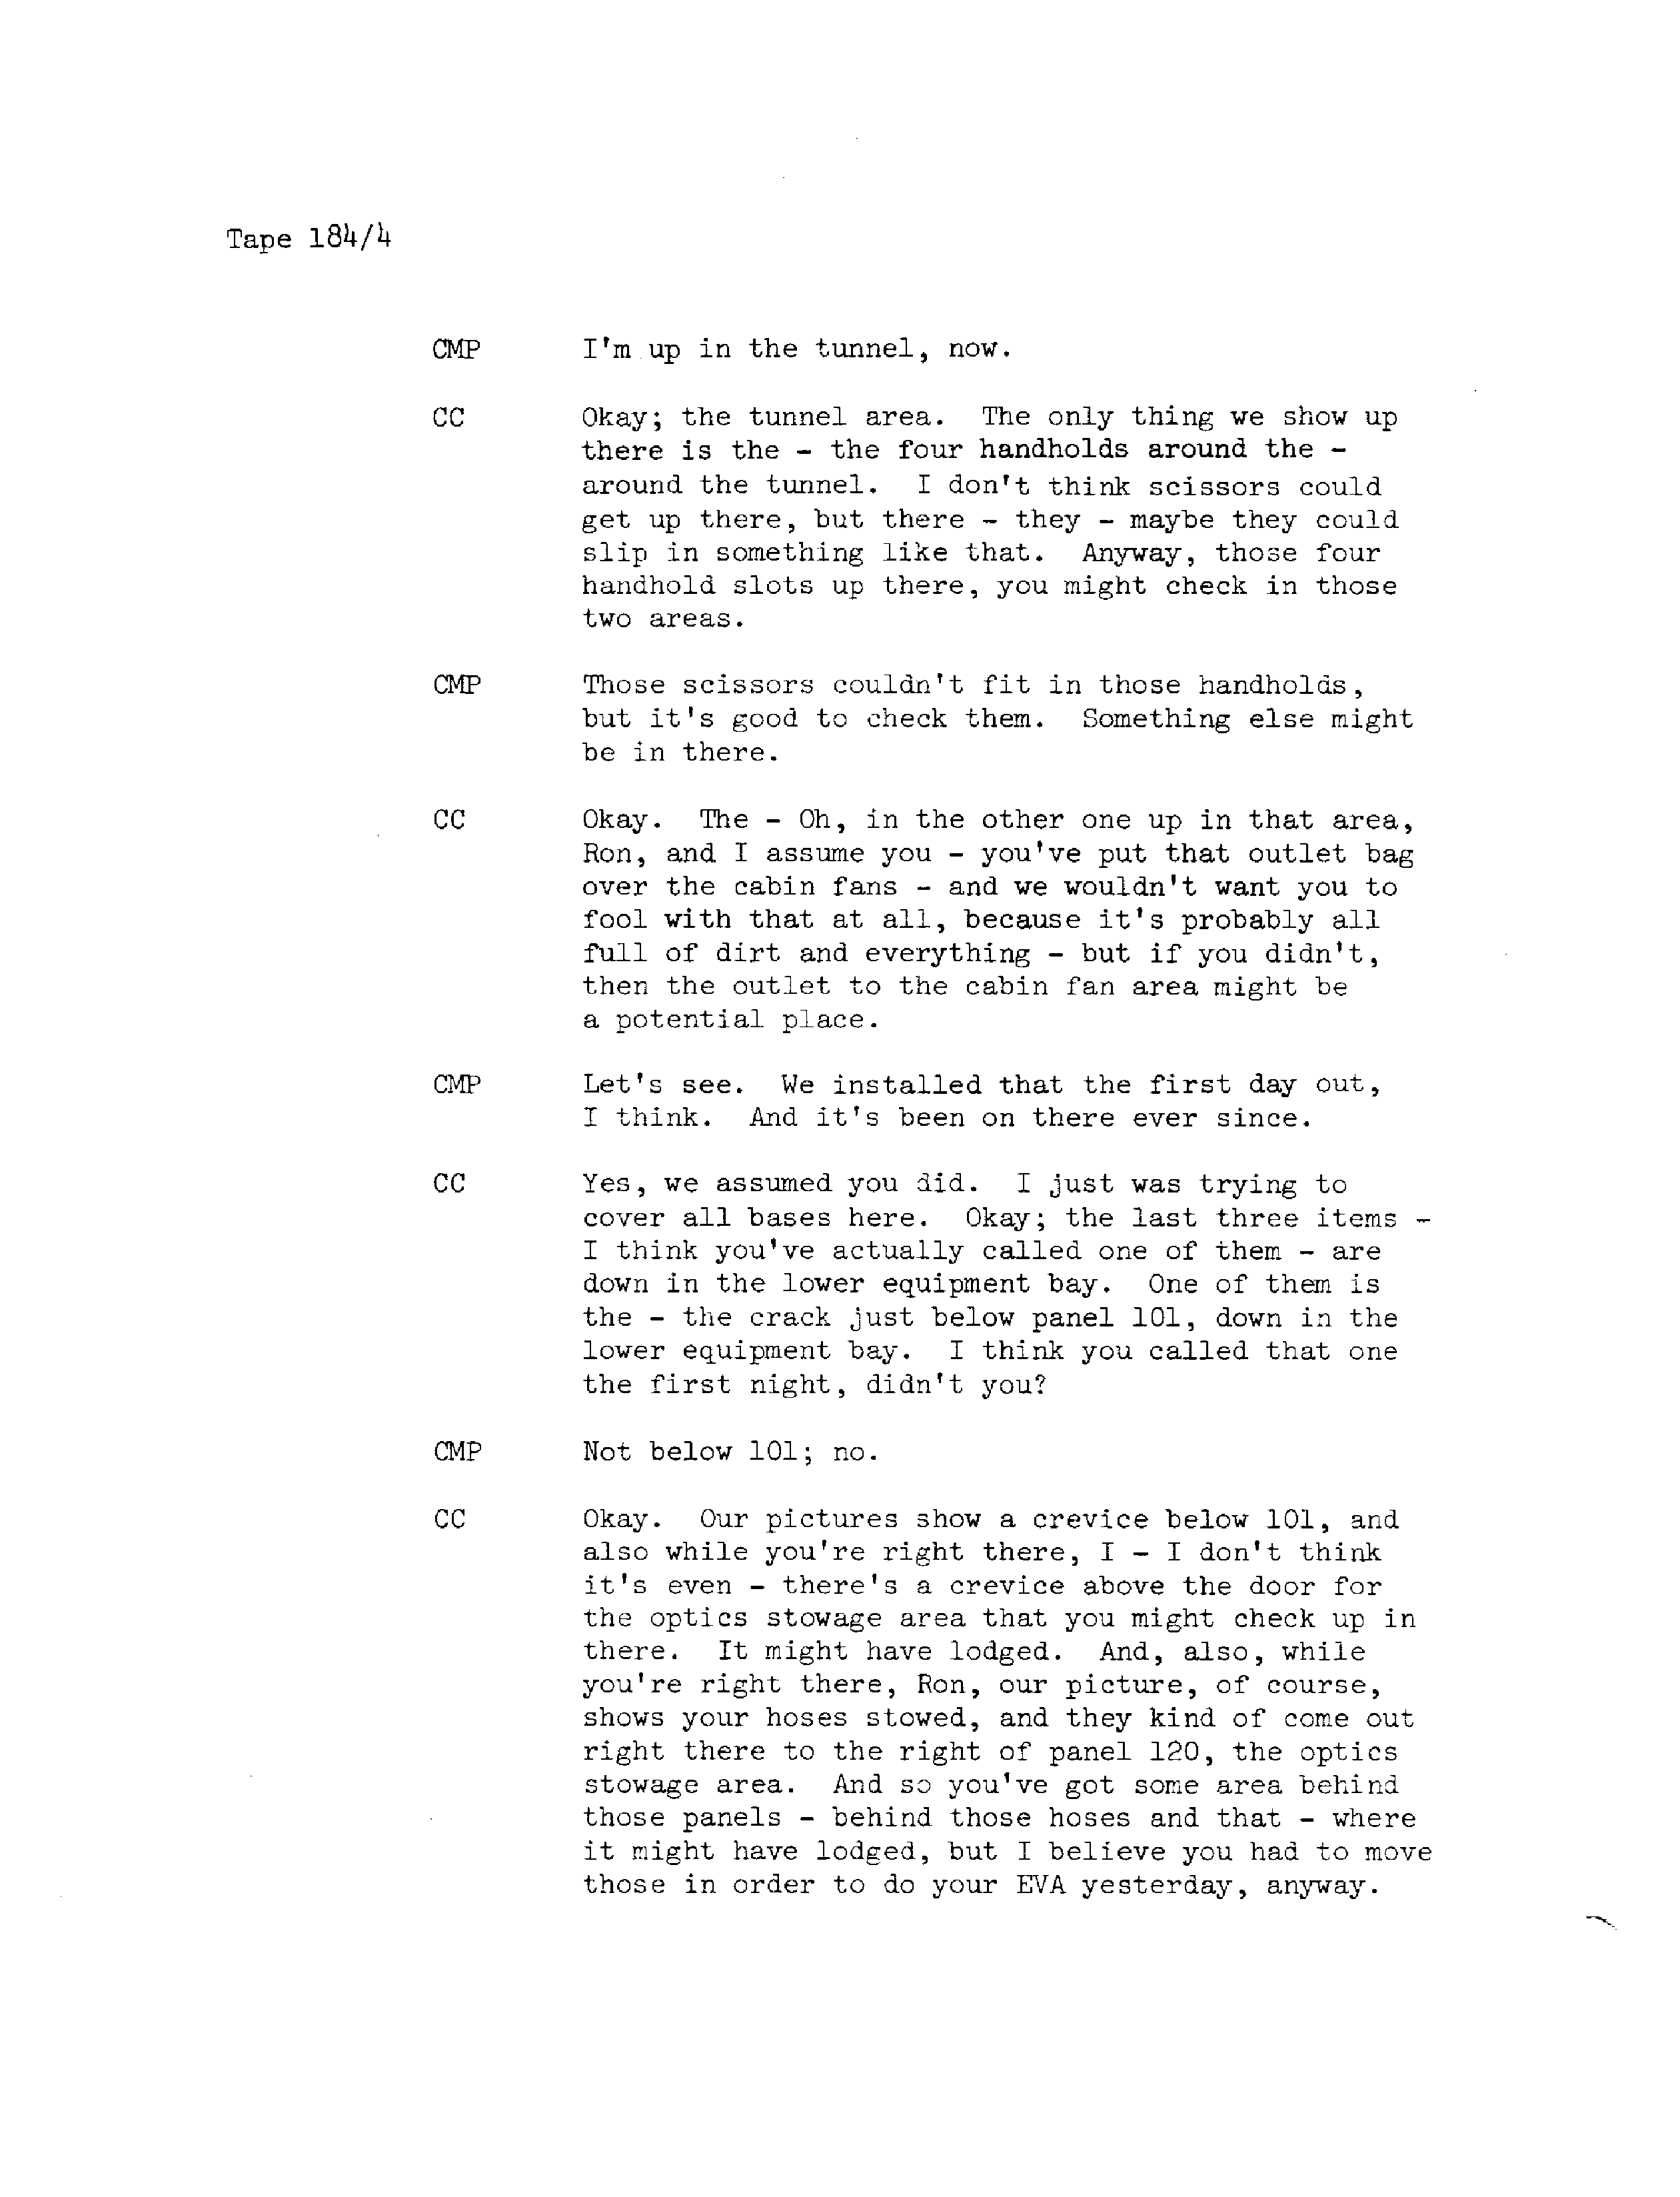 Tape 184/4
CMP I'm up in the tunnel, now.
CC Okay; the tunnel area. The only thing we show up
there is the - the four handholds around the -
around the tunnel. I don't think scissors could
get up there, but there - they - maybe they could
slip in something like that. Anyway, those four
handhold slots up there, you might check in those
two areas.
CMP Those scissors couldn't fit in those handholds,
but it's good to check them. Something else might
be in there.
CC Okay. The - Oh, in the other one up in that area,
Ron, and I assume you - you've put that outlet bag
over the cabin fans - and we wouldn't want you to
fool with that at all, because it's probably all
full of dirt and everything - but if you didn't,
then the outlet to the cabin fan area might be
a potential place.
CMP Let's see. We installed that the first day out,
I think. And it's been on there ever since.
CC Yes, we assumed you did. I just was trying to
cover all bases here. Okay; the last three items -
I think you've actually called one of them - are
down in the lower equipment bay. One of them is
the - the crack just below panel 101, down in the
lower equipment bay. I think you called that one
the first night, didn't you?
CMP Not below 101; no.
CC Okay. Our pictures show a crevice below 101, and
also while you're right there, I - I don't think
it's even - there's a crevice above the door for
the optics stowage area that you might check up in
there. It might have lodged. And, also, while
you're right there, Ron, our picture, of course,
shows your hoses stowed, and they kind of come out
right there to the right of panel 120, the optics
stowage area. And so you've got some area behind
those panels - behind those hoses and that - where
it might have lodged, but I believe you had to move
those in order to do your EVA yesterday, anyway.